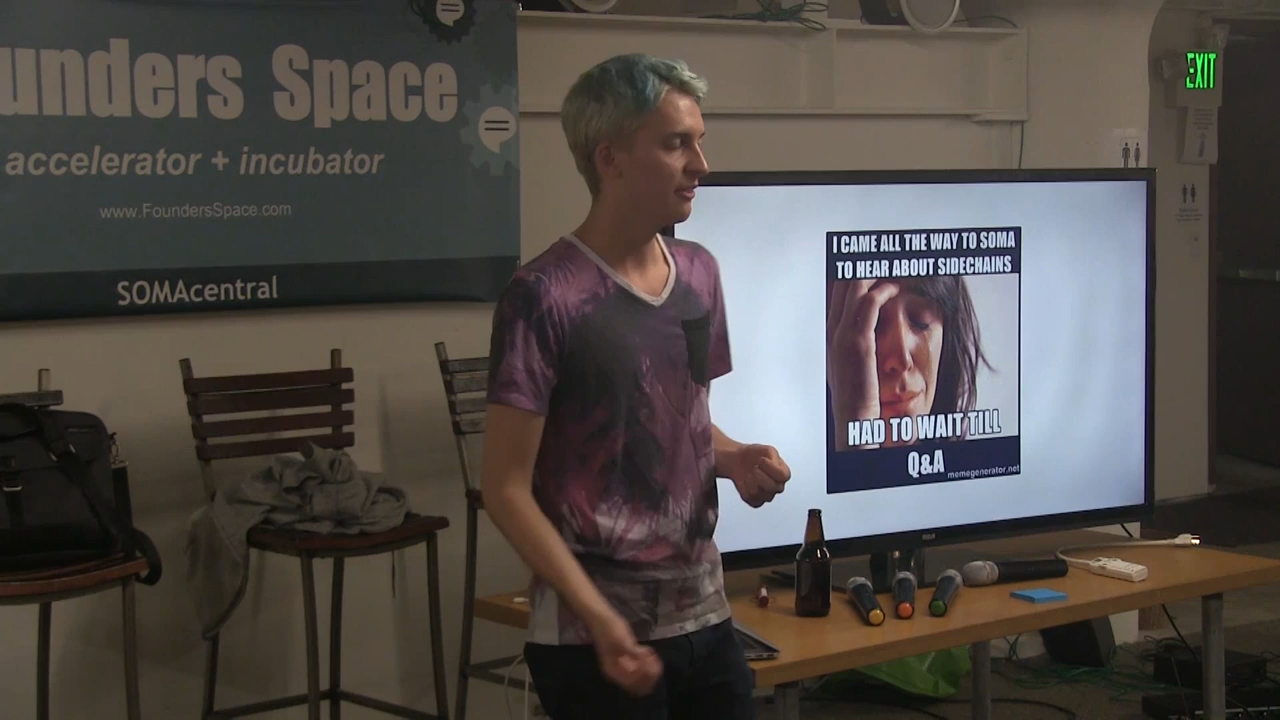 unders Space
accelerator + incubator
www.FoundersSpace.com
SOMAcentral
EXIT
I CAME ALL THE WAY TO SOMA
TO HEAR ABOUT SIDECHAINS
HAD TO WAIT TILL
Q&A
memegenerator.net